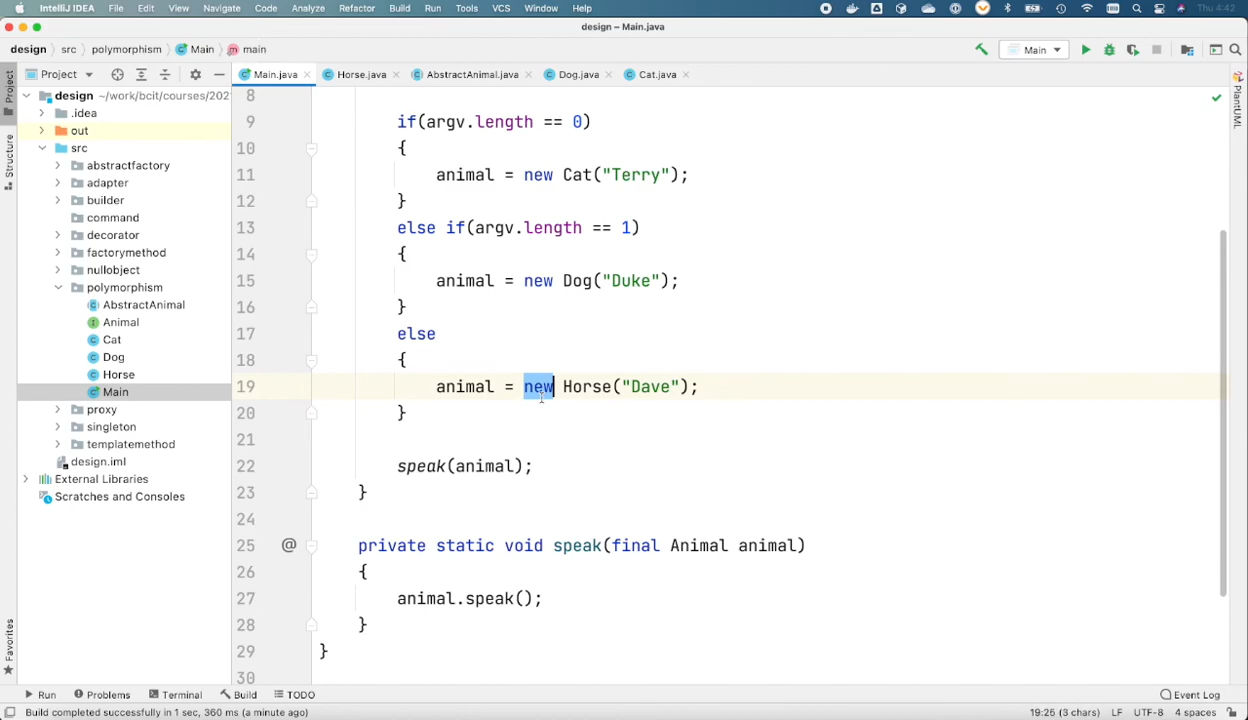 IntelliJ IDEA File Edit View Navigate Code Analyze Refactor Build Run Tools VCS Window Help Thu 4:42
design – Main.java
design src polymorphism Main main Main
Project Main.java Horse.java AbstractAnimal.java Dog.java Cat.java
Project
Structure
Favorites
PlantUML
design ~/work/bcit/courses/202
.idea
out
src
abstractfactory
adapter
builder
command
decorator
factorymethod
nullobject
polymorphism
AbstractAnimal
Animal
Cat
Dog
Horse
Main
proxy
singleton
templatemethod
design.iml
External Libraries
Scratches and Consoles
8
9 if(argv.length == 0)
10 {
11 animal = new Cat("Terry");
12 }
13 else if(argv.length == 1)
14 {
15 animal = new Dog("Duke");
16 }
17 else
18 {
19 animal = new Horse("Dave");
20 }
21
22 speak(animal);
23 }
24
25 @ private static void speak(final Animal animal)
26 {
27 animal.speak();
28 }
29 }
30
Run Problems Terminal Build TODO Event Log
Build completed successfully in 1 sec, 360 ms (a minute ago) 19:25 (3 chars) LF UTF-8 4 spaces